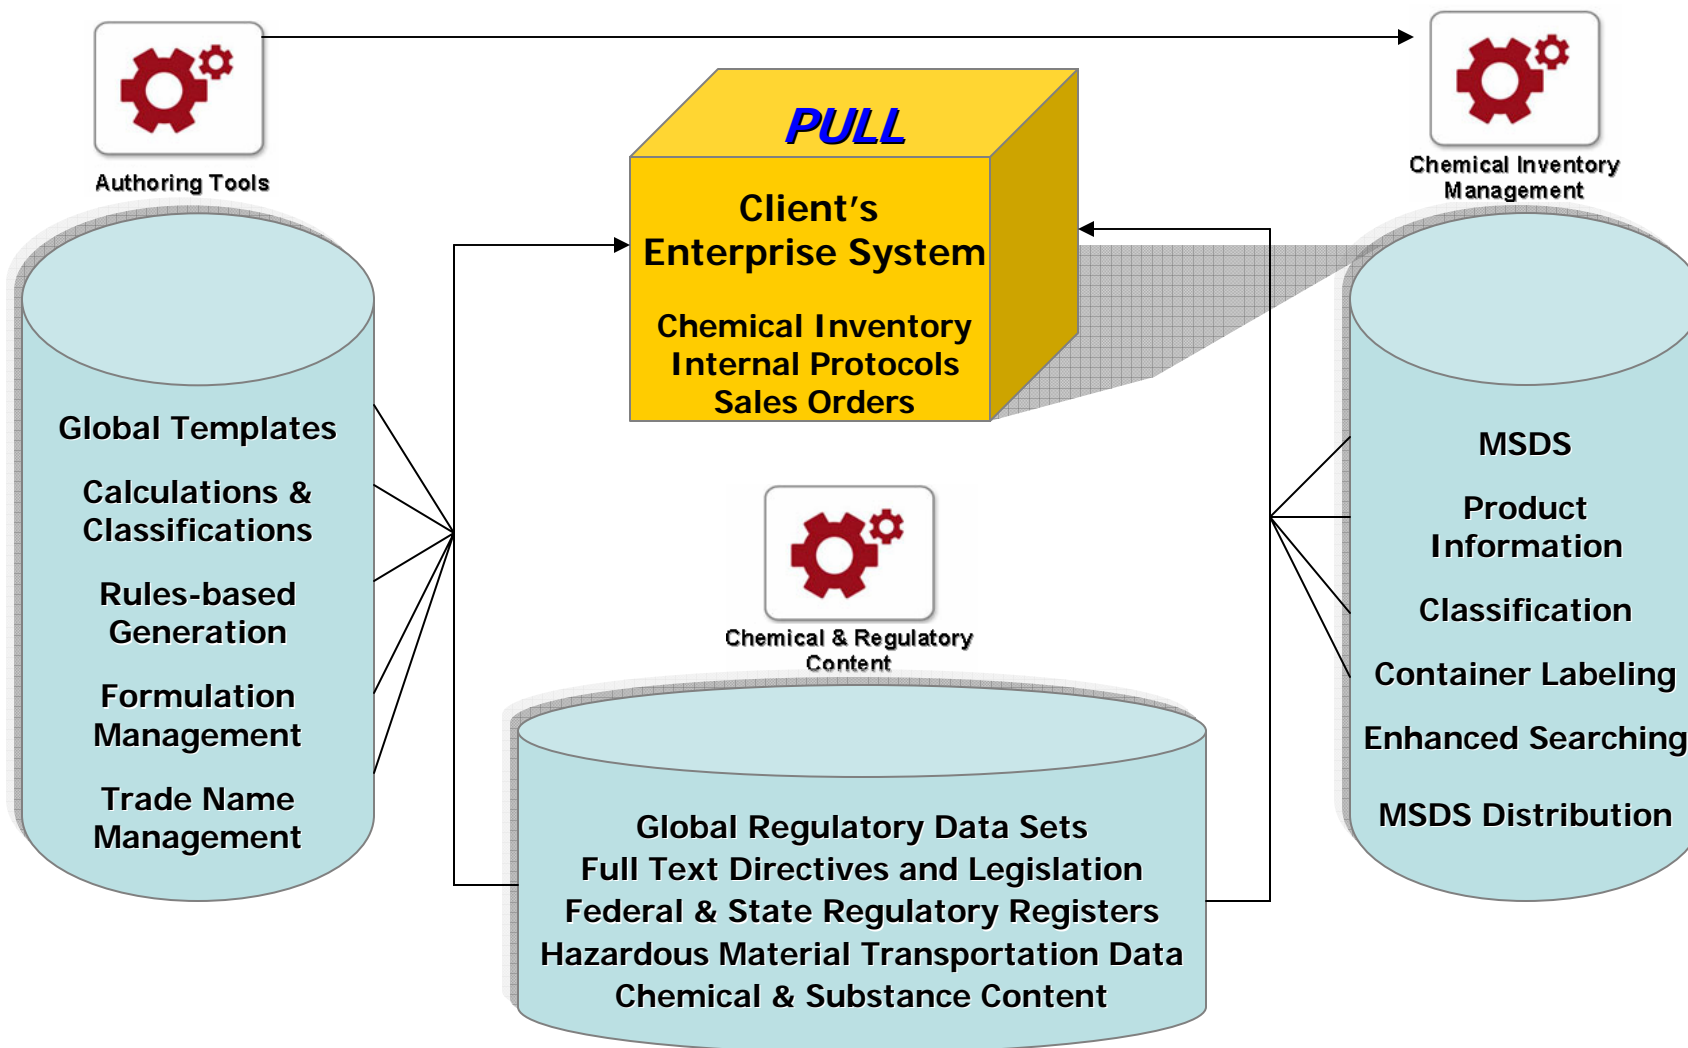 Authoring Tools
Global Templates
Calculations &
Classifications
Rules-based
Generation
Formulation
Management
Trade Name
Management
PULL
Client's
Enterprise System
Chemical Inventory
Internal Protocols
Sales Orders
Chemical & Regulatory
Content
Global Regulatory Data Sets
Full Text Directives and Legislation
Federal & State Regulatory Registers
Hazardous Material Transportation Data
Chemical & Substance Content
Chemical Inventory
Management
MSDS
Product
Information
Classification
Container Labeling
Enhanced Searching
MSDS Distribution